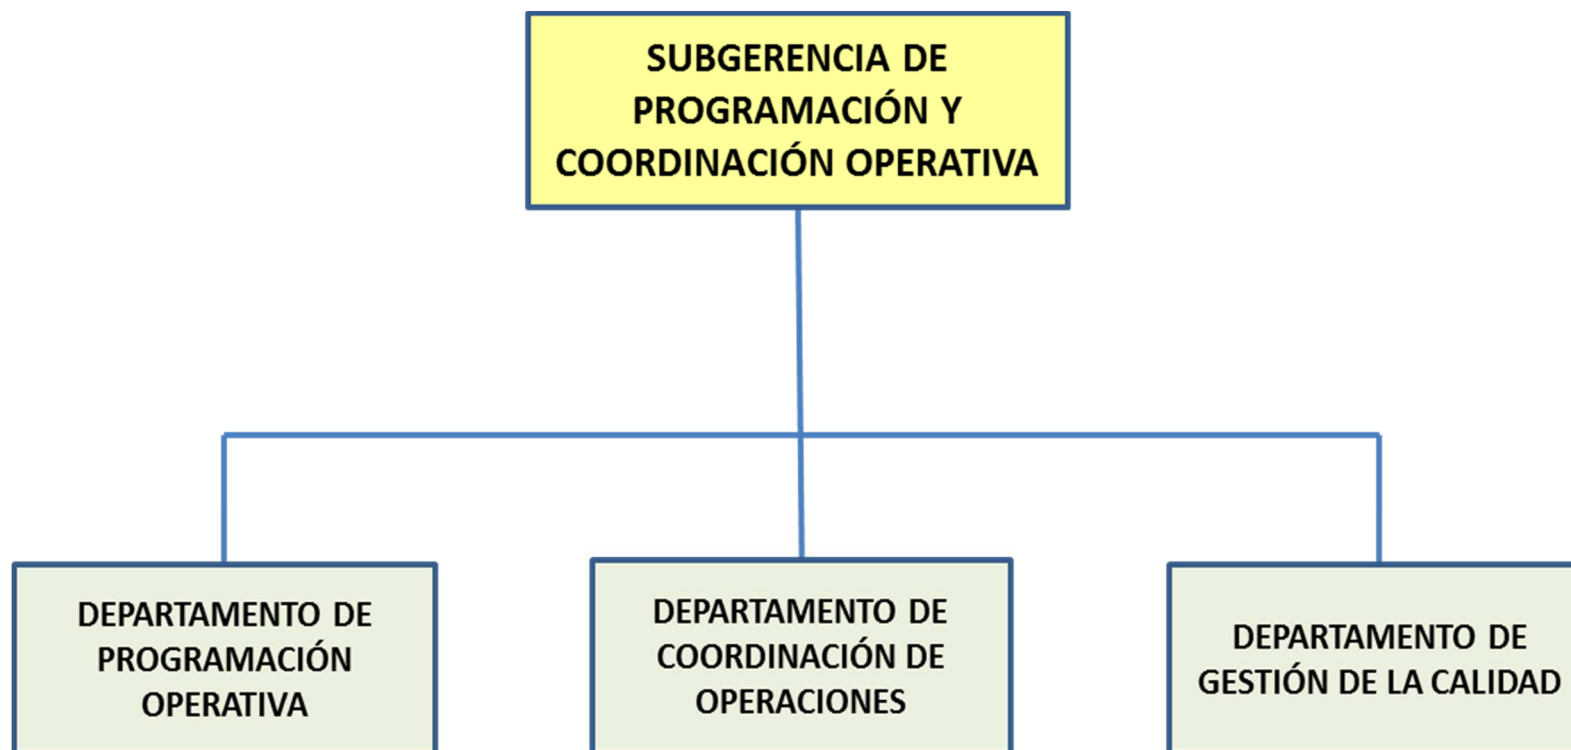 SUBGERENCIA DE
PROGRAMACIÓN Y
COORDINACIÓN OPERATIVA
DEPARTAMENTO DE
PROGRAMACIÓN
OPERATIVA
DEPARTAMENTO DE
COORDINACIÓN DE
OPERACIONES
DEPARTAMENTO DE
GESTIÓN DE LA CALIDAD